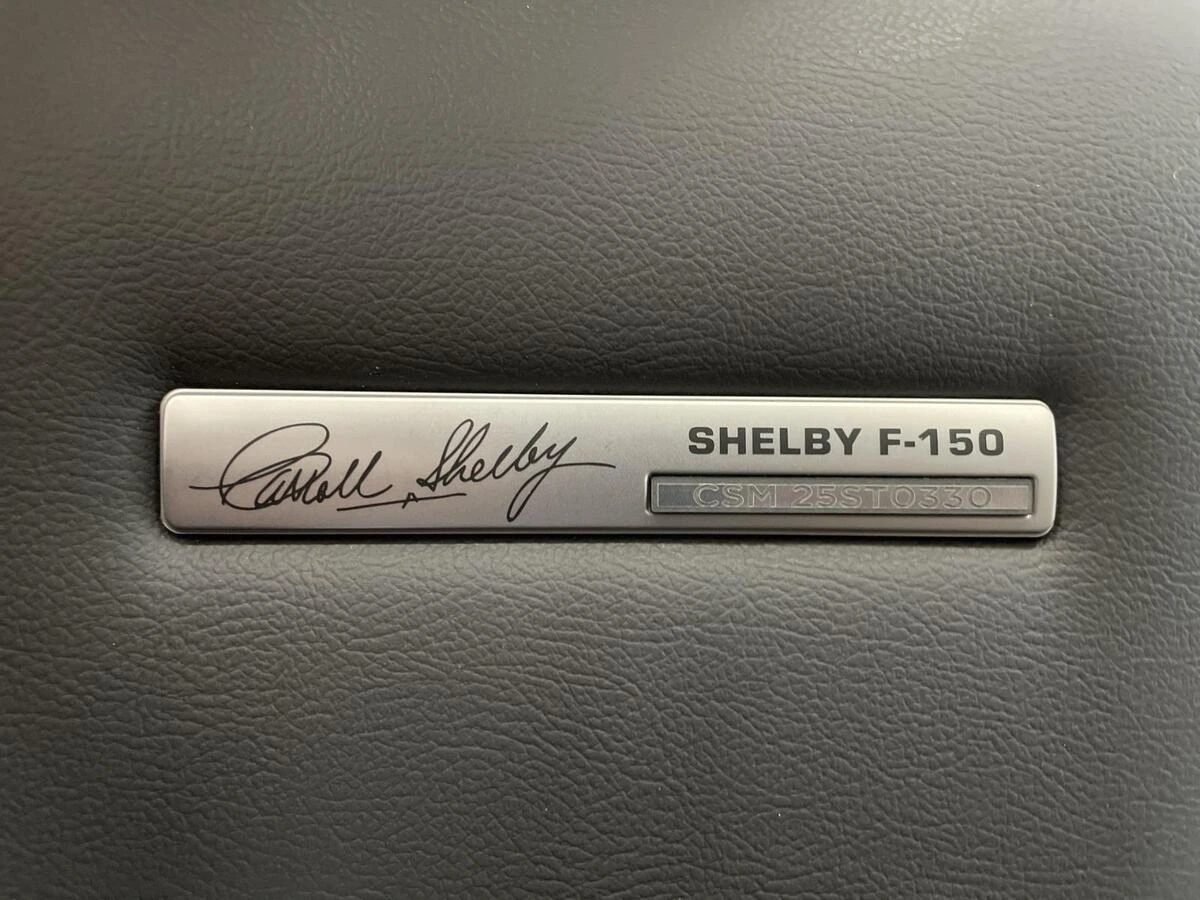 Carroll Shelby
SHELBY F-150
CSM 25ST0330